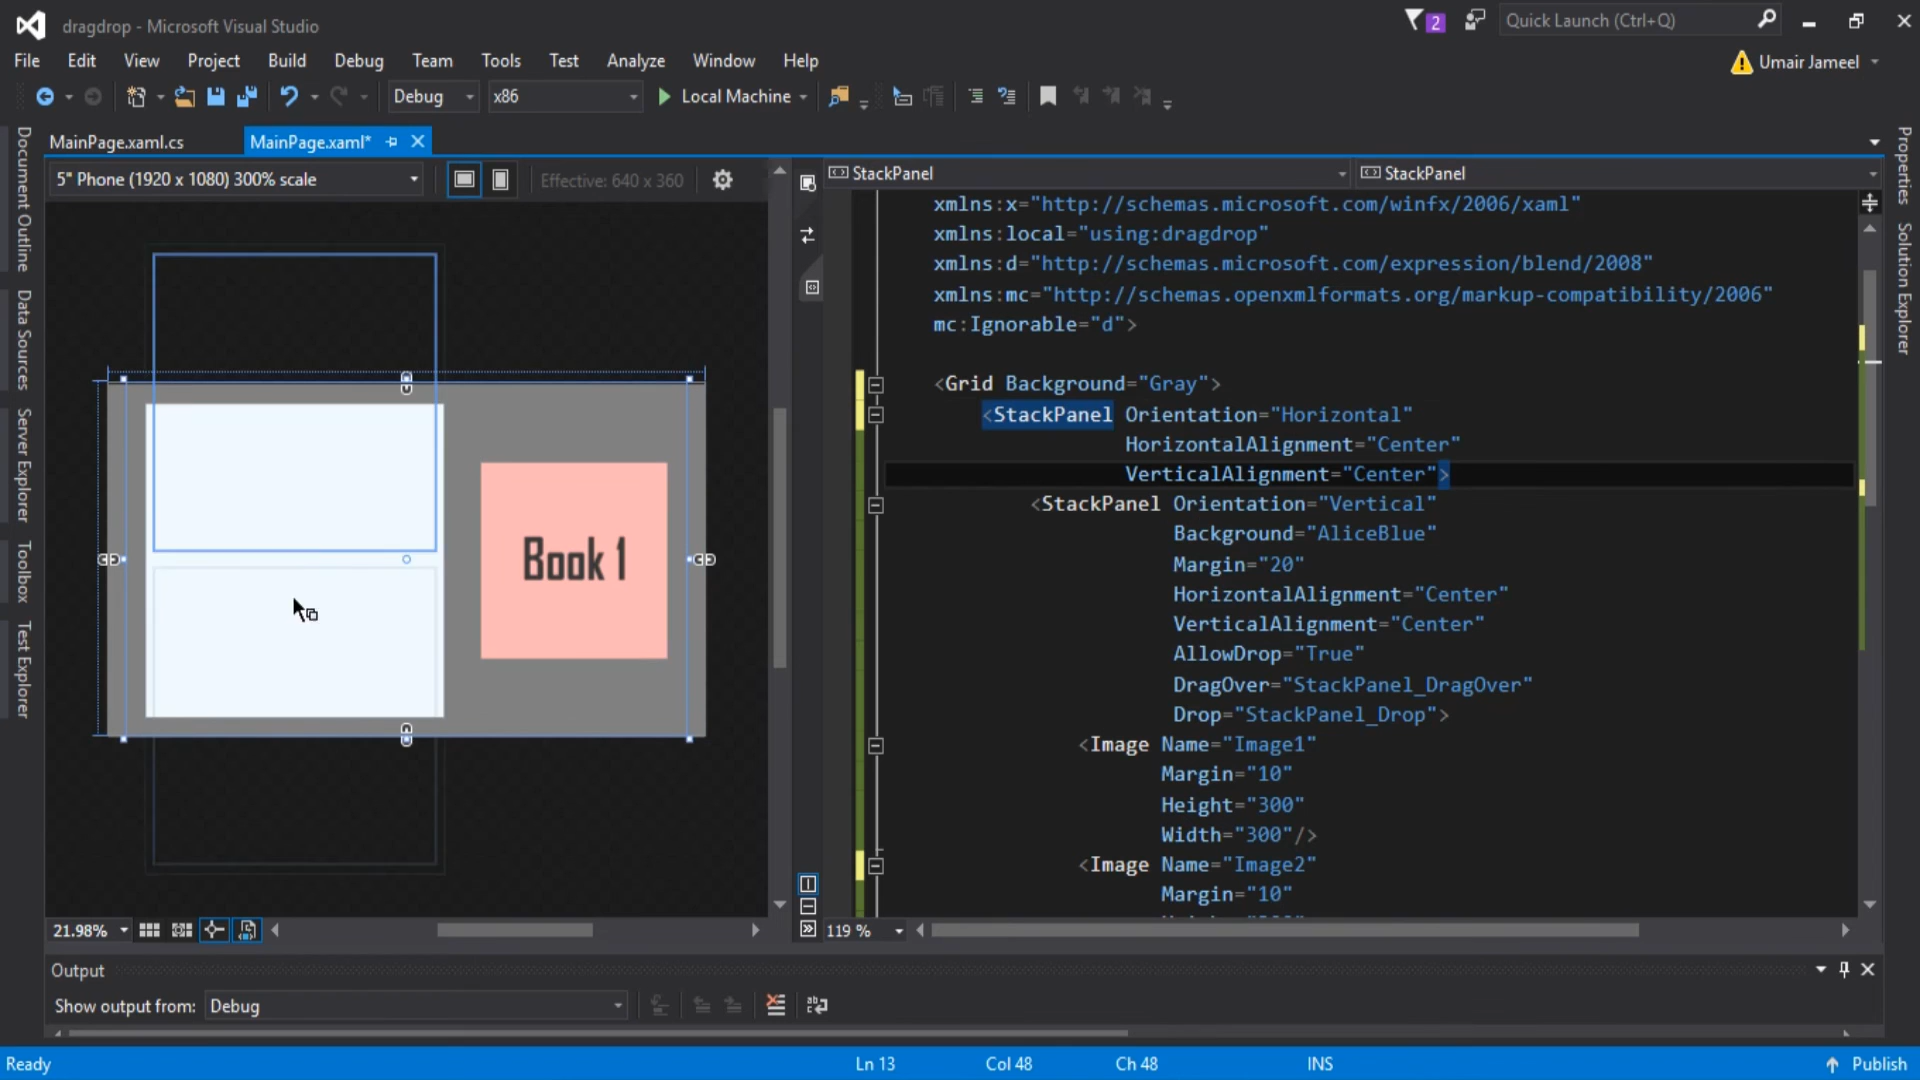 dragdrop - Microsoft Visual Studio
2
Quick Launch (Ctrl+Q)
File Edit View Project Build Debug Team Tools Test Analyze Window Help
Umair Jameel
Debug x86 Local Machine
MainPage.xaml.cs MainPage.xaml*
5" Phone (1920 x 1080) 300% scale
Effective: 640 x 360
StackPanel StackPanel
Document Outline
Data Sources
Server Explorer
Toolbox
Test Explorer
Properties
Solution Explorer
Book 1
xmlns:x="http://schemas.microsoft.com/winfx/2006/xaml"
xmlns:local="using:dragdrop"
xmlns:d="http://schemas.microsoft.com/expression/blend/2008"
xmlns:mc="http://schemas.openxmlformats.org/markup-compatibility/2006"
mc:Ignorable="d">
<Grid Background="Gray">
<StackPanel Orientation="Horizontal"
HorizontalAlignment="Center"
VerticalAlignment="Center">
<StackPanel Orientation="Vertical"
Background="AliceBlue"
Margin="20"
HorizontalAlignment="Center"
VerticalAlignment="Center"
AllowDrop="True"
DragOver="StackPanel_DragOver"
Drop="StackPanel_Drop">
<Image Name="Image1"
Margin="10"
Height="300"
Width="300"/>
<Image Name="Image2"
Margin="10"
21.98%
119 %
Output
Show output from: Debug
Ready
Ln 13 Col 48 Ch 48 INS
Publish